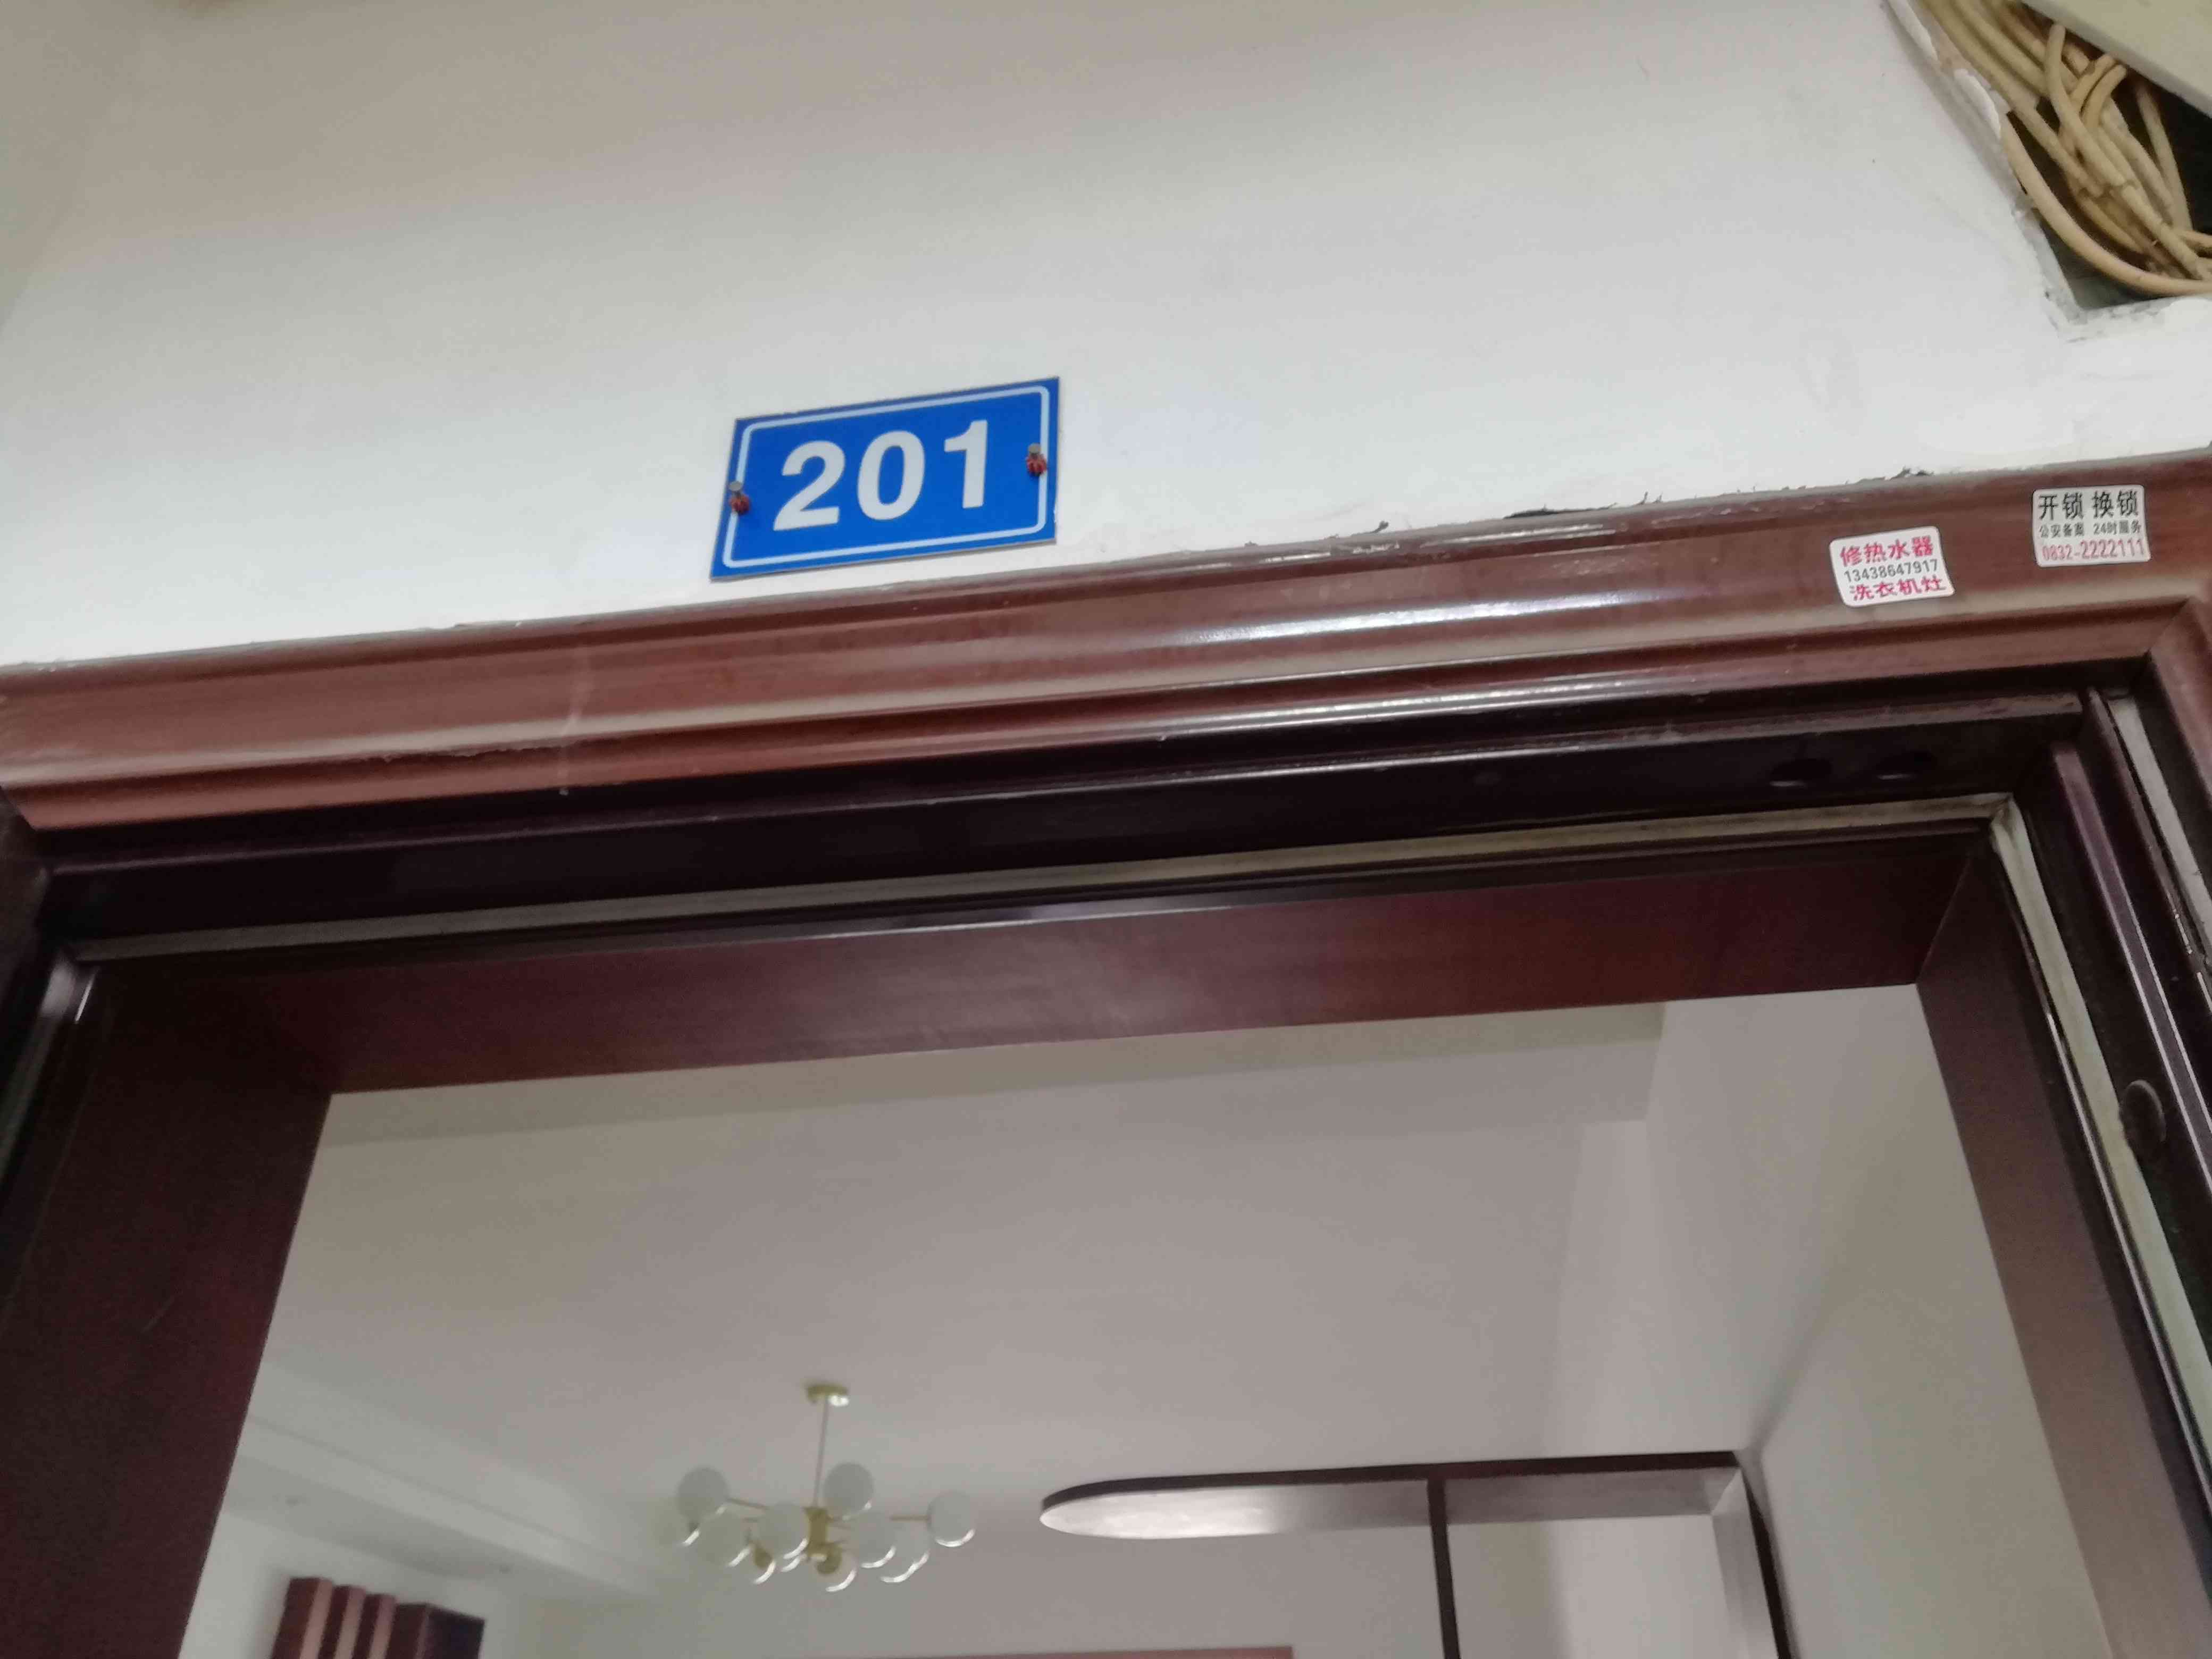 201
开锁 换锁
公安备案 24时服务
0832-2222111
修热水器
13438647917
洗衣机灶